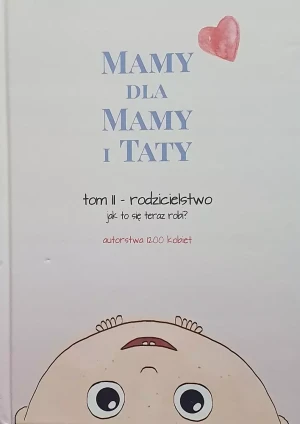 MAMY
DLA
MAMY
I TATY
tom II - rodzicielstwo
jak to się teraz robi?
autorstwa 1200 kobiet